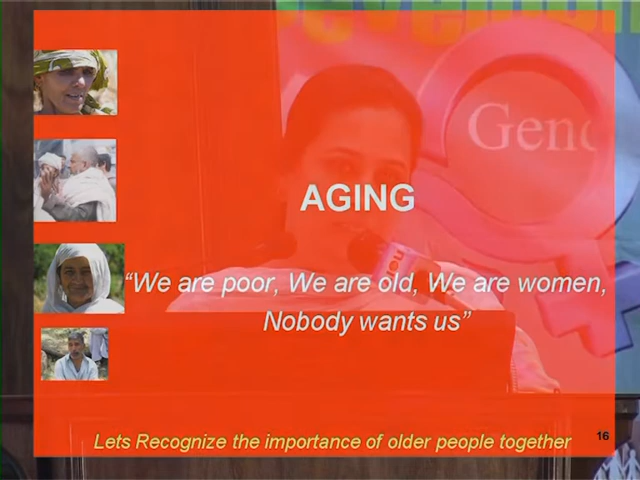 Gend
AGING
“We are poor, We are old, We are women,
Nobody wants us”
Lets Recognize the importance of older people together
16